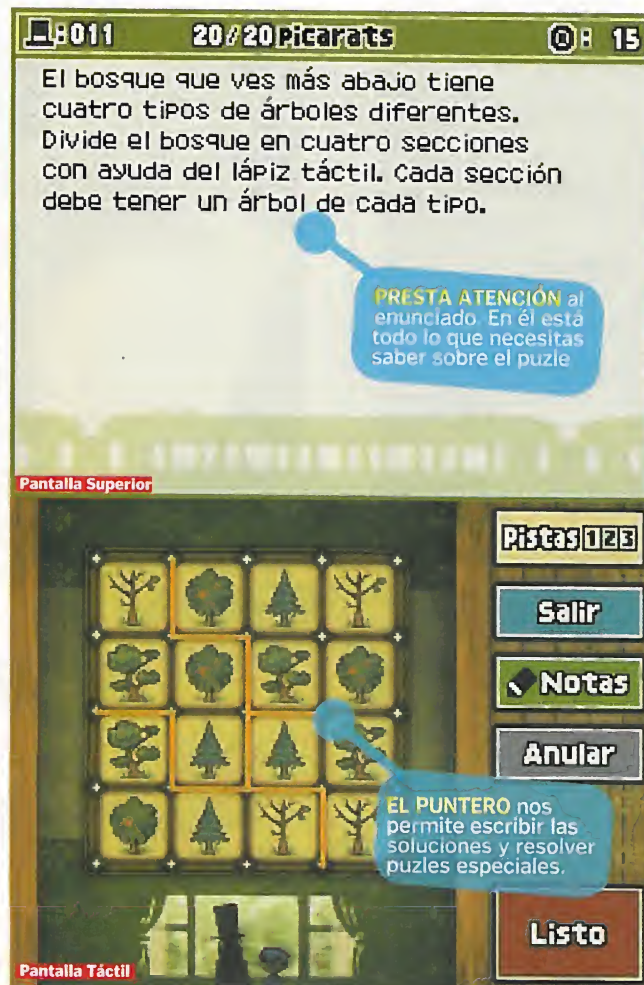 :011 20/20 Picarats : 15
El bosque que ves más abajo tiene
cuatro tipos de árboles diferentes.
Divide el bosque en cuatro secciones
con ayuda del lápiz táctil. Cada sección
debe tener un árbol de cada tipo.
PRESTA ATENCIÓN al
enunciado. En él está
todo lo que necesitas
saber sobre el puzle
Pantalla Superior
Pistas 1 2 3
Salir
Notas
Anular
EL PUNTERO nos
permite escribir las
soluciones y resolver
puzles especiales.
Listo
Pantalla Táctil